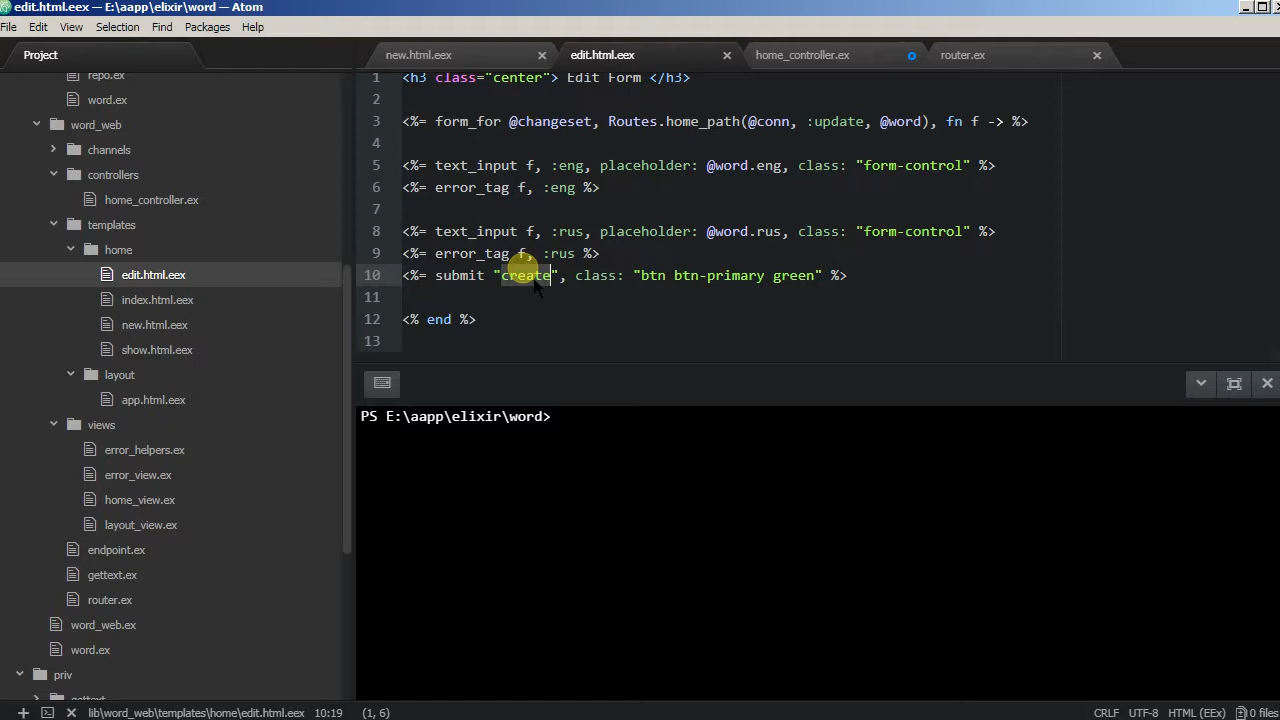 edit.html.eex — E:\aapp\elixir\word — Atom
File Edit View Selection Find Packages Help
Project
new.html.eex
edit.html.eex
home_controller.ex
router.ex
repo.ex
word.ex
word_web
channels
controllers
home_controller.ex
templates
home
edit.html.eex
index.html.eex
new.html.eex
show.html.eex
layout
app.html.eex
views
error_helpers.ex
error_view.ex
home_view.ex
layout_view.ex
endpoint.ex
gettext.ex
router.ex
word_web.ex
word.ex
priv
gettext
1 <h3 class="center"> Edit Form </h3>
2
3 <%= form_for @changeset, Routes.home_path(@conn, :update, @word), fn f -> %>
4
5 <%= text_input f, :eng, placeholder: @word.eng, class: "form-control" %>
6 <%= error_tag f, :eng %>
7
8 <%= text_input f, :rus, placeholder: @word.rus, class: "form-control" %>
9 <%= error_tag f, :rus %>
10 <%= submit "create", class: "btn btn-primary green" %>
11
12 <% end %>
13
PS E:\aapp\elixir\word>
lib\word_web\templates\home\edit.html.eex 10:19 (1, 6) CRLF UTF-8 HTML (EEx) 0 files